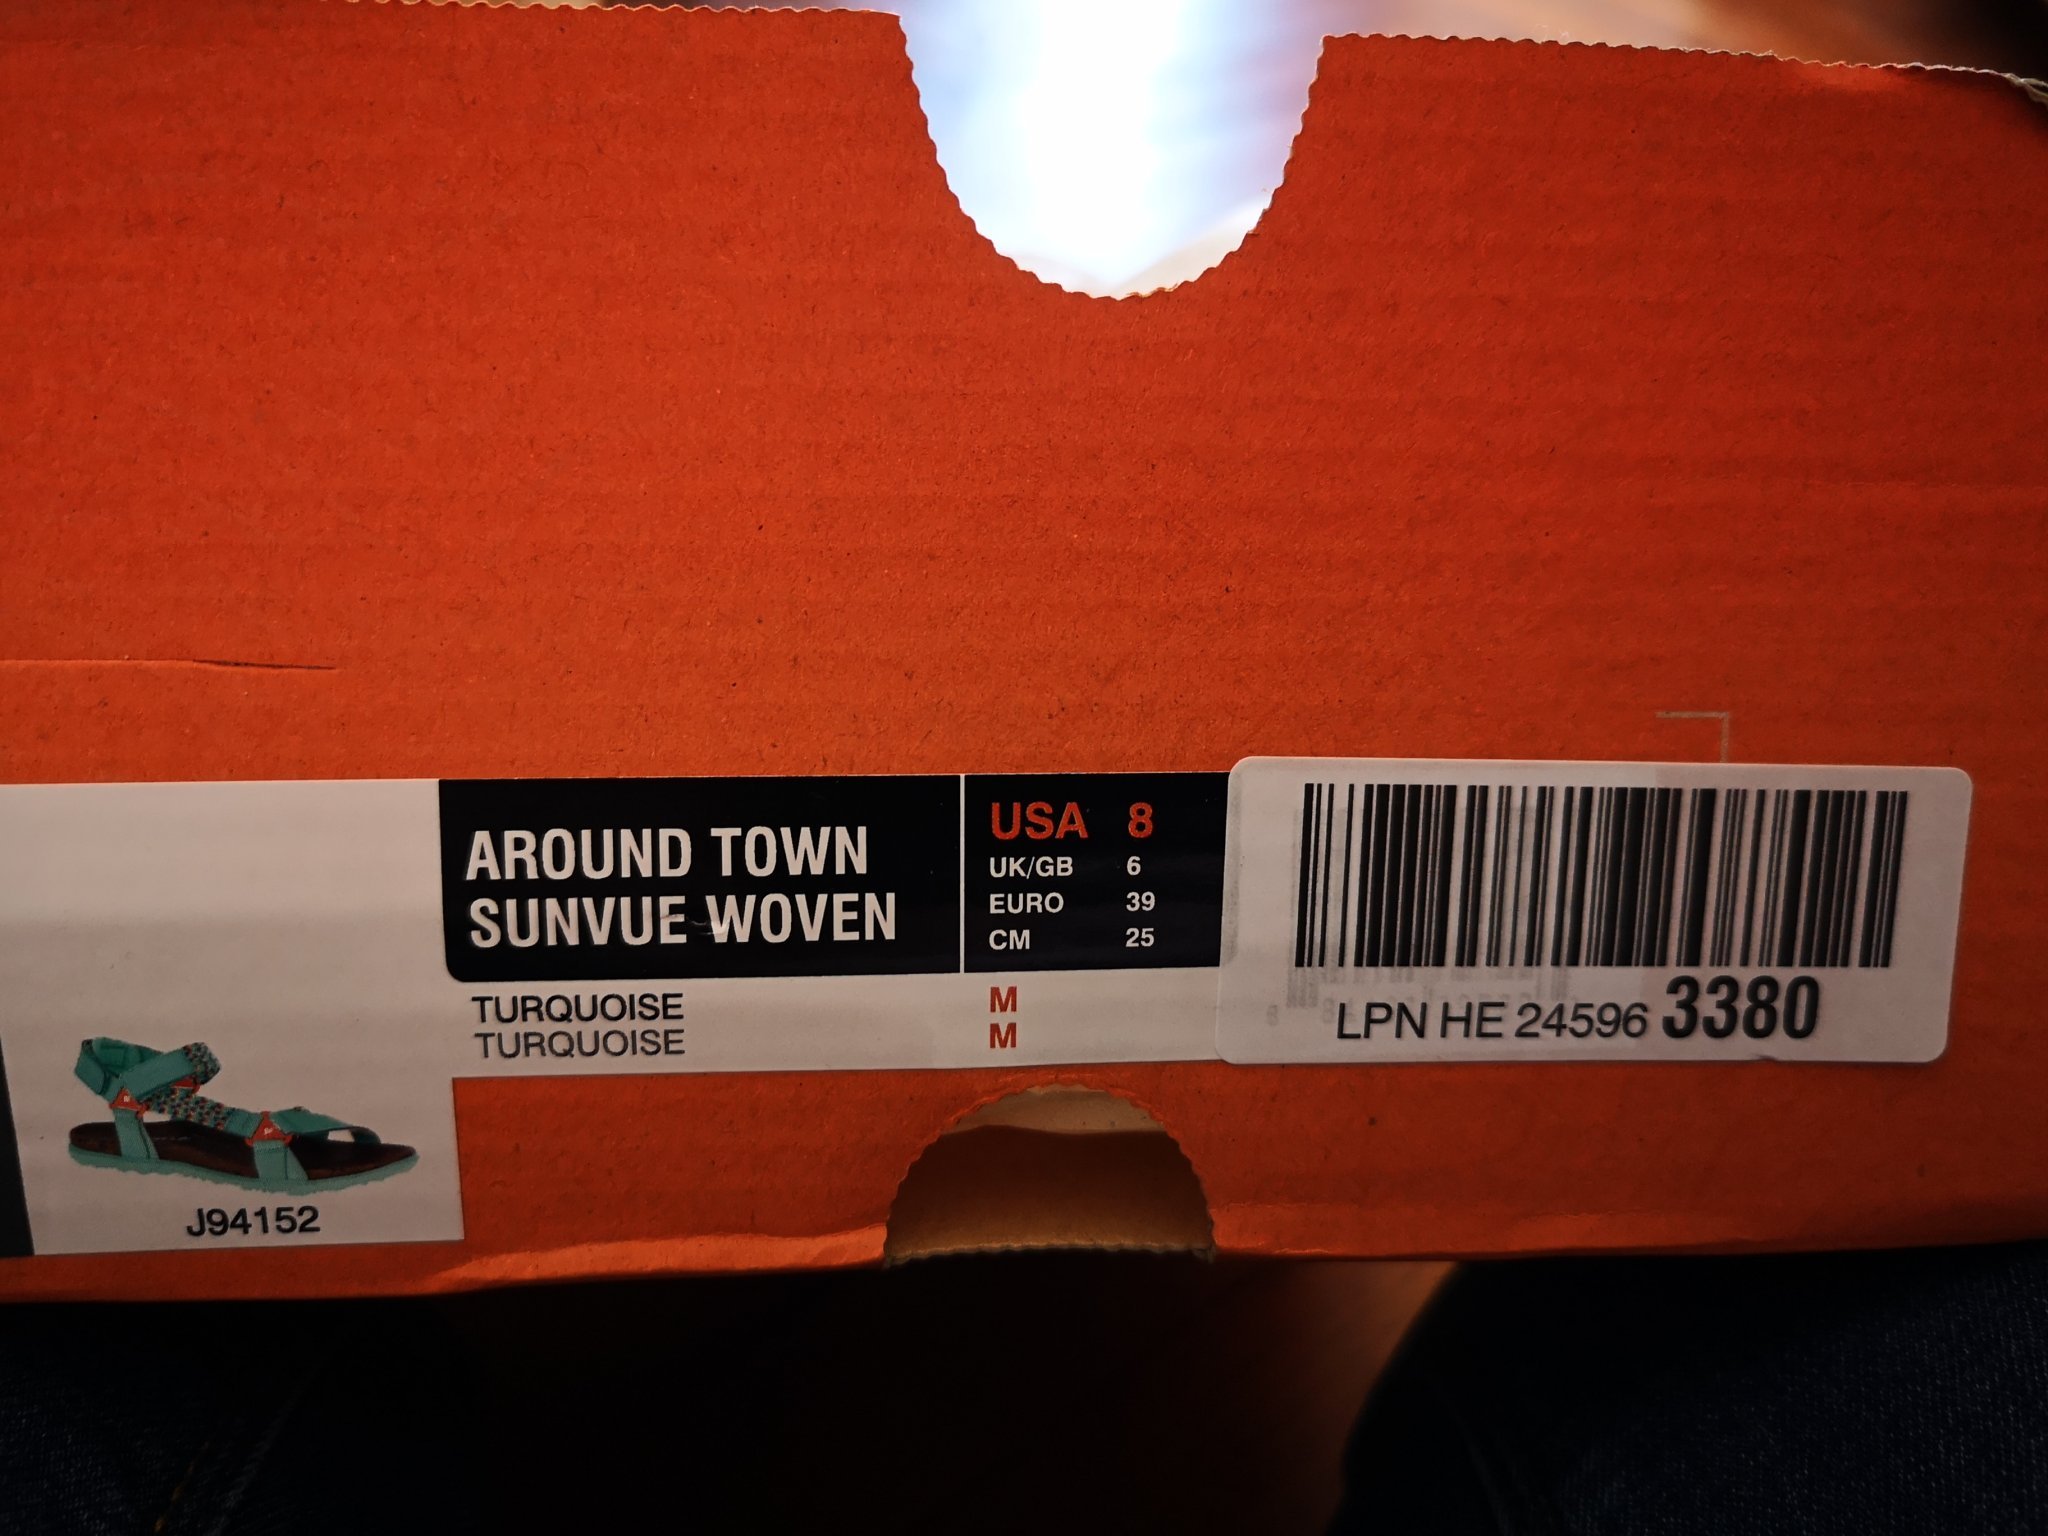 AROUND TOWN
SUNVUE WOVEN
TURQUOISE
TURQUOISE
USA 8
UK/GB 6
EURO 39
CM 25
M
M
LPN HE 24596 3380
J94152